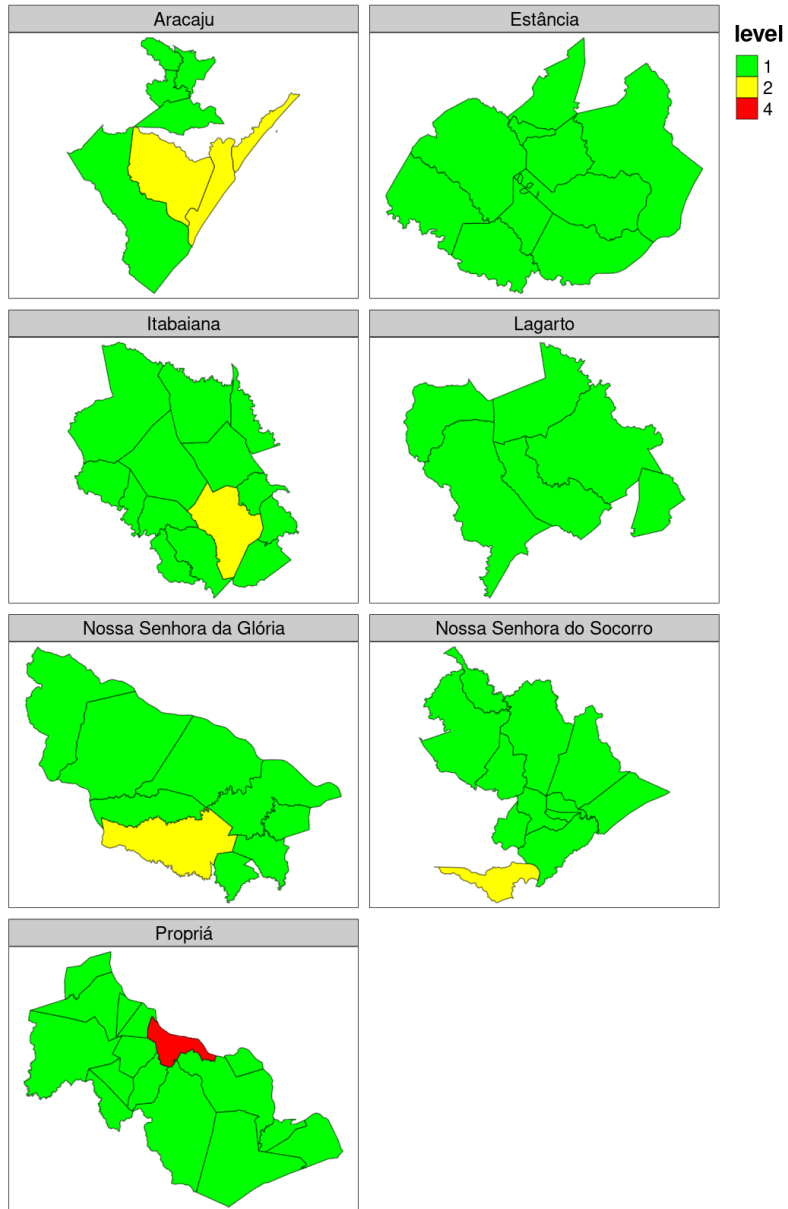 Aracaju
Estância
level
1
2
4
Itabaiana
Lagarto
Nossa Senhora da Glória
Nossa Senhora do Socorro
Propriá